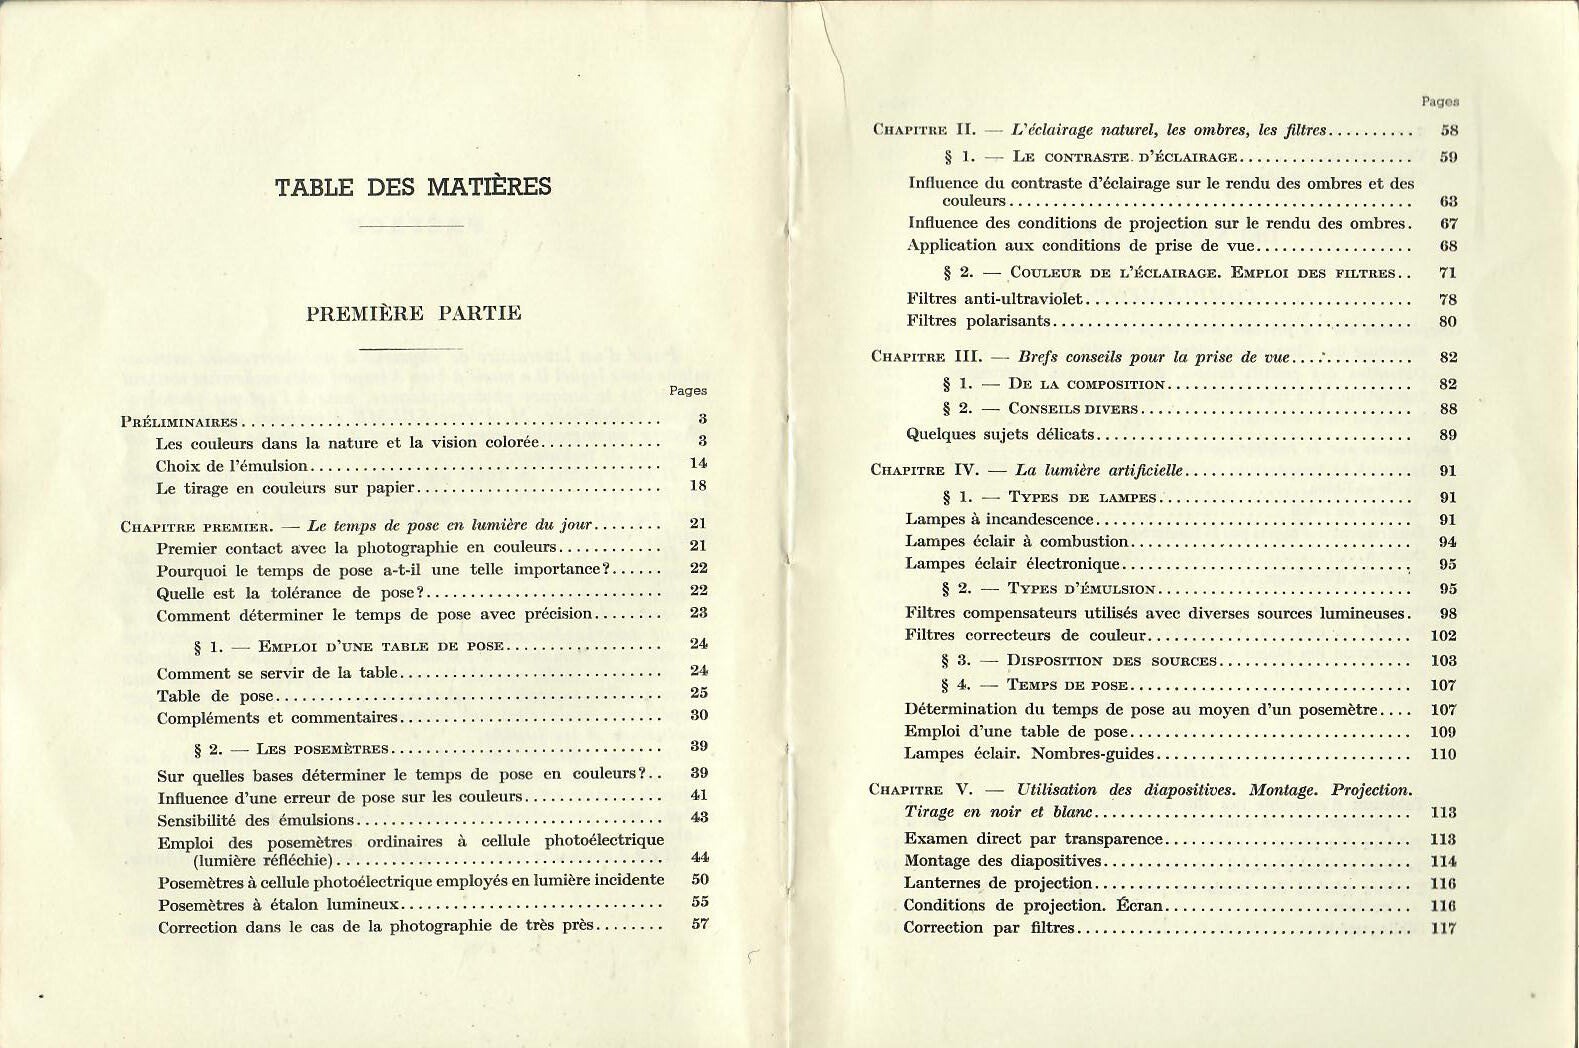 TABLE DES MATIÈRES
PREMIÈRE PARTIE
Pages
PRÉLIMINAIRES................................................ 3
Les couleurs dans la nature et la vision colorée.............. 3
Choix de l'émulsion........................................ 14
Le tirage en couleurs sur papier............................ 18
CHAPITRE PREMIER. — Le temps de pose en lumière du jour........ 21
Premier contact avec la photographie en couleurs............ 21
Pourquoi le temps de pose a-t-il une telle importance?...... 22
Quelle est la tolérance de pose?........................... 22
Comment déterminer le temps de pose avec précision........ 23
§ 1. — EMPLOI D'UNE TABLE DE POSE.................. 24
Comment se servir de la table.............................. 24
Table de pose............................................ 25
Compléments et commentaires.............................. 30
§ 2. — LES POSEMÈTRES.............................. 39
Sur quelles bases déterminer le temps de pose en couleurs?.. 39
Influence d'une erreur de pose sur les couleurs................ 41
Sensibilité des émulsions................................... 43
Emploi des posemètres ordinaires à cellule photoélectrique
(lumière réfléchie)..................................... 44
Posemètres à cellule photoélectrique employés en lumière incidente 50
Posemètres à étalon lumineux.............................. 55
Correction dans le cas de la photographie de très près........ 57
Pages
CHAPITRE II. — L'éclairage naturel, les ombres, les filtres.......... 58
§ 1. — LE CONTRASTE D'ÉCLAIRAGE.................... 59
Influence du contraste d'éclairage sur le rendu des ombres et des
couleurs.............................................. 63
Influence des conditions de projection sur le rendu des ombres. 67
Application aux conditions de prise de vue.................. 68
§ 2. — COULEUR DE L'ÉCLAIRAGE. EMPLOI DES FILTRES.. 71
Filtres anti-ultraviolet..................................... 78
Filtres polarisants......................................... 80
CHAPITRE III. — Brefs conseils pour la prise de vue.............. 82
§ 1. — DE LA COMPOSITION............................ 82
§ 2. — CONSEILS DIVERS............................... 88
Quelques sujets délicats.................................... 89
CHAPITRE IV. — La lumière artificielle.......................... 91
§ 1. — TYPES DE LAMPES............................. 91
Lampes à incandescence.................................... 91
Lampes éclair à combustion................................ 94
Lampes éclair électronique................................. 95
§ 2. — TYPES D'ÉMULSION............................. 95
Filtres compensateurs utilisés avec diverses sources lumineuses. 98
Filtres correcteurs de couleur.............................. 102
§ 3. — DISPOSITION DES SOURCES...................... 103
§ 4. — TEMPS DE POSE................................ 107
Détermination du temps de pose au moyen d'un posemètre.... 107
Emploi d'une table de pose................................ 109
Lampes éclair. Nombres-guides............................. 110
CHAPITRE V. — Utilisation des diapositives. Montage. Projection.
Tirage en noir et blanc.................................... 113
Examen direct par transparence............................ 113
Montage des diapositives................................... 114
Lanternes de projection.................................... 116
Conditions de projection. Écran............................ 116
Correction par filtres...................................... 117